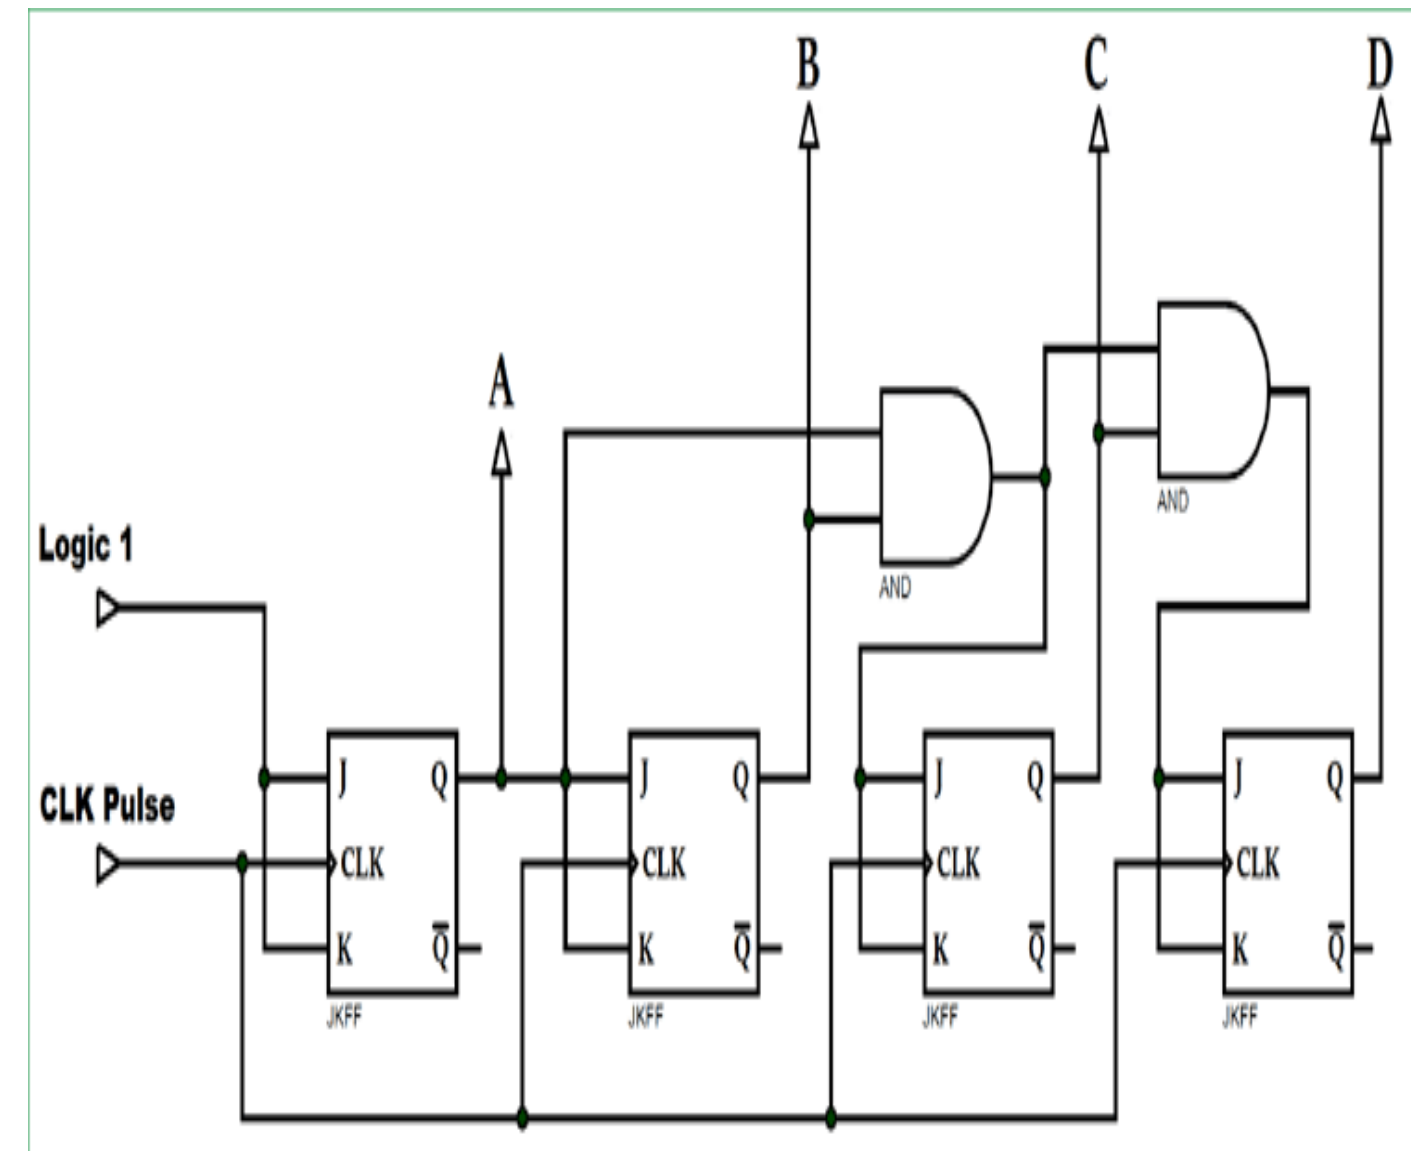 B
C
D
A
AND
AND
Logic 1
CLK Pulse
J Q
CLK
K Q̅
JKFF
J Q
CLK
K Q̅
JKFF
J Q
CLK
K Q̅
JKFF
J Q
CLK
K Q̅
JKFF